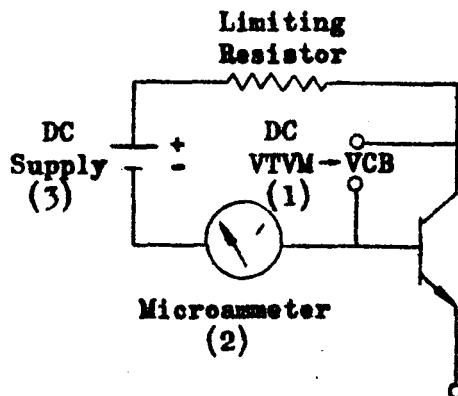 Limiting
Resistor
DC
Supply
(3)
+
-
DC
VTVM→VCB
(1)
Microammeter
(2)